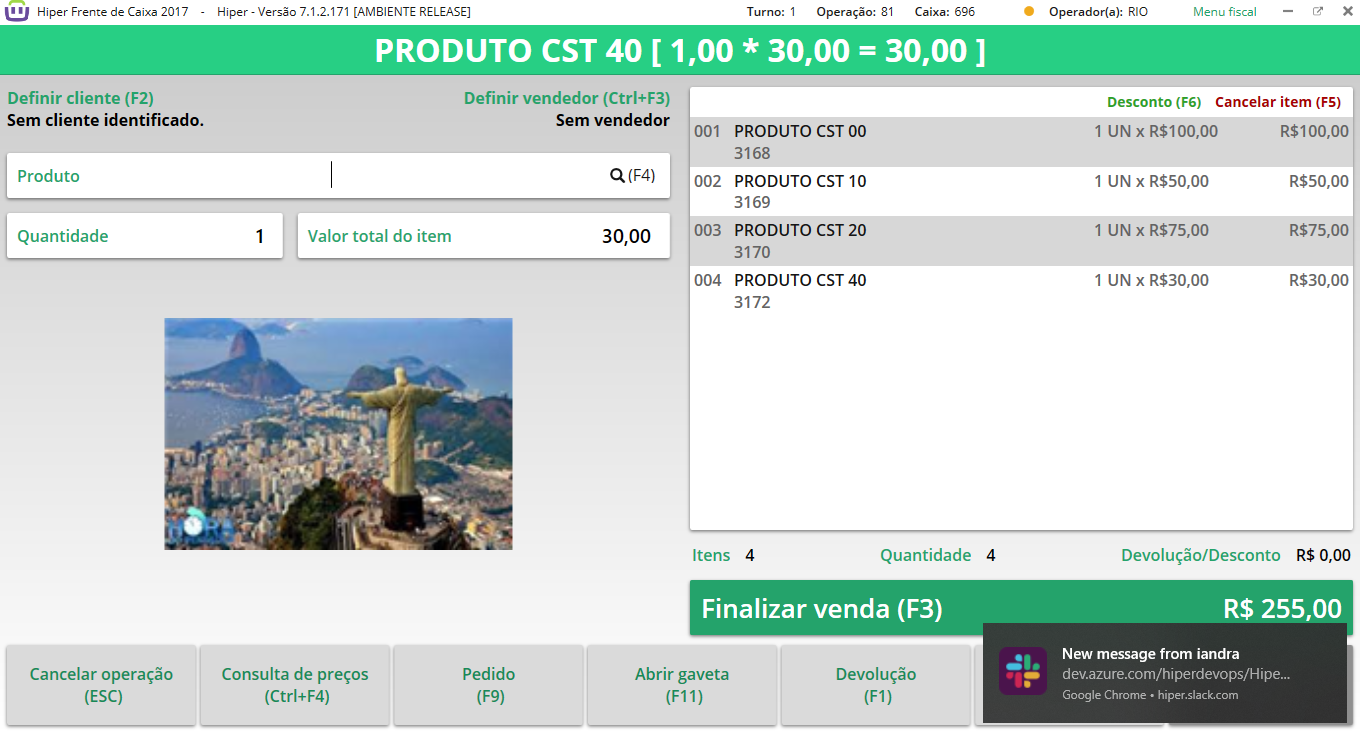 Hiper Frente de Caixa 2017 - Hiper - Versão 7.1.2.171 [AMBIENTE RELEASE] Turno: 1 Operação: 81 Caixa: 696 Operador(a): RIO Menu fiscal
PRODUTO CST 40 [ 1,00 * 30,00 = 30,00 ]
Definir cliente (F2) Definir vendedor (Ctrl+F3)
Sem cliente identificado. Sem vendedor
Produto (F4)
Quantidade 1 Valor total do item 30,00
HORA
Desconto (F6) Cancelar item (F5)
001 PRODUTO CST 00 1 UN x R$100,00 R$100,00
3168
002 PRODUTO CST 10 1 UN x R$50,00 R$50,00
3169
003 PRODUTO CST 20 1 UN x R$75,00 R$75,00
3170
004 PRODUTO CST 40 1 UN x R$30,00 R$30,00
3172
Itens 4 Quantidade 4 Devolução/Desconto R$ 0,00
Finalizar venda (F3) R$ 255,00
Cancelar operação
(ESC)
Consulta de preços
(Ctrl+F4)
Pedido
(F9)
Abrir gaveta
(F11)
Devolução
(F1)
New message from iandra
dev.azure.com/hiperdevops/Hipe...
Google Chrome • hiper.slack.com